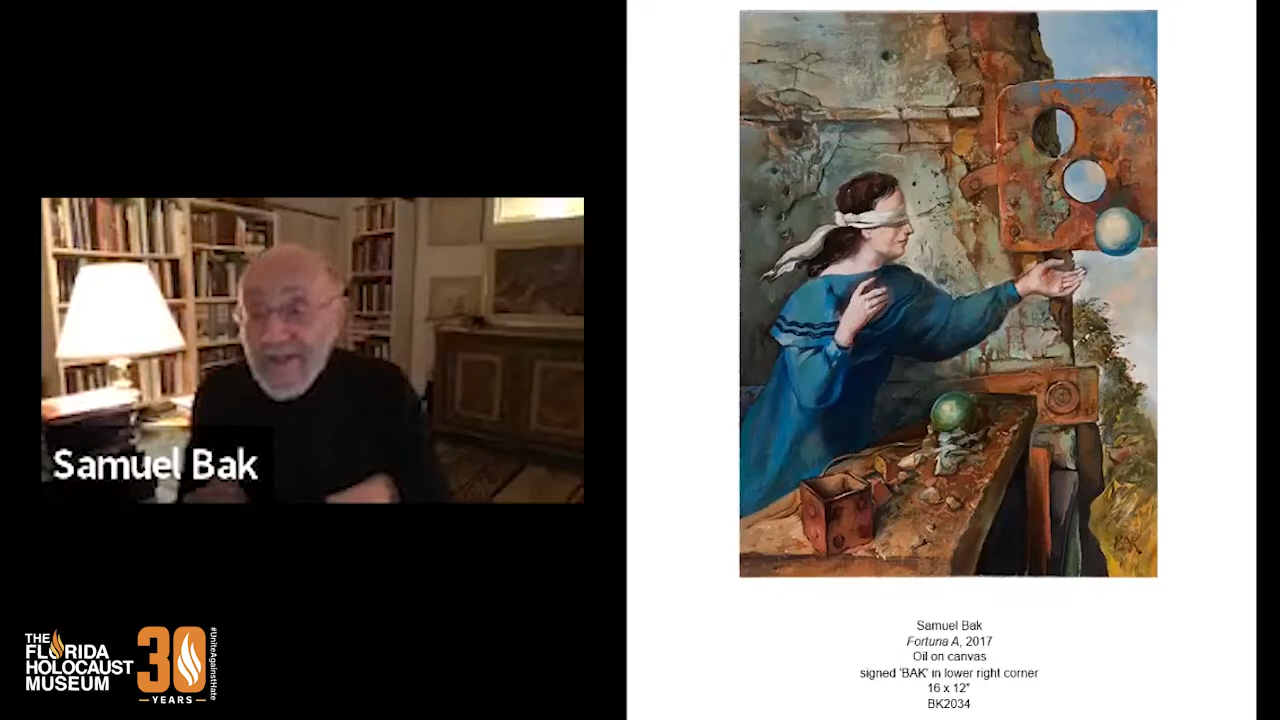 Samuel Bak
THE
FLORIDA
HOLOCAUST
MUSEUM
30
YEARS
#UniteAgainstHate
BAK
Samuel Bak
Fortuna A, 2017
Oil on canvas
signed 'BAK' in lower right corner
16 x 12"
BK2034